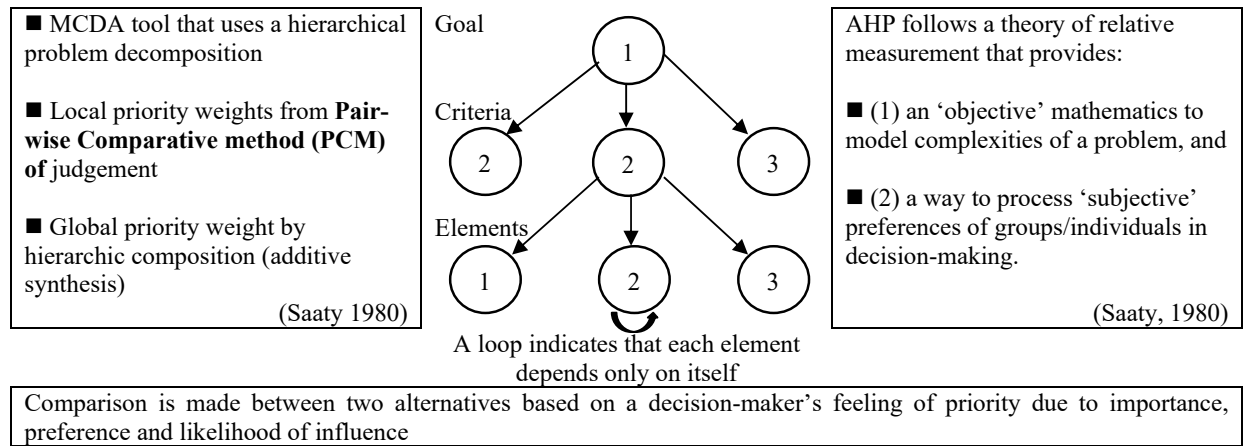 ■ MCDA tool that uses a hierarchical
problem decomposition
■ Local priority weights from Pair-
wise Comparative method (PCM)
of judgement
■ Global priority weight by
hierarchic composition (additive
synthesis)
(Saaty 1980)
Goal
1
Criteria
2
2
3
Elements
1
2
3
A loop indicates that each element
depends only on itself
AHP follows a theory of relative
measurement that provides:
■ (1) an ‘objective’ mathematics to
model complexities of a problem, and
■ (2) a way to process ‘subjective’
preferences of groups/individuals in
decision-making.
(Saaty, 1980)
Comparison is made between two alternatives based on a decision-maker’s feeling of priority due to importance,
preference and likelihood of influence